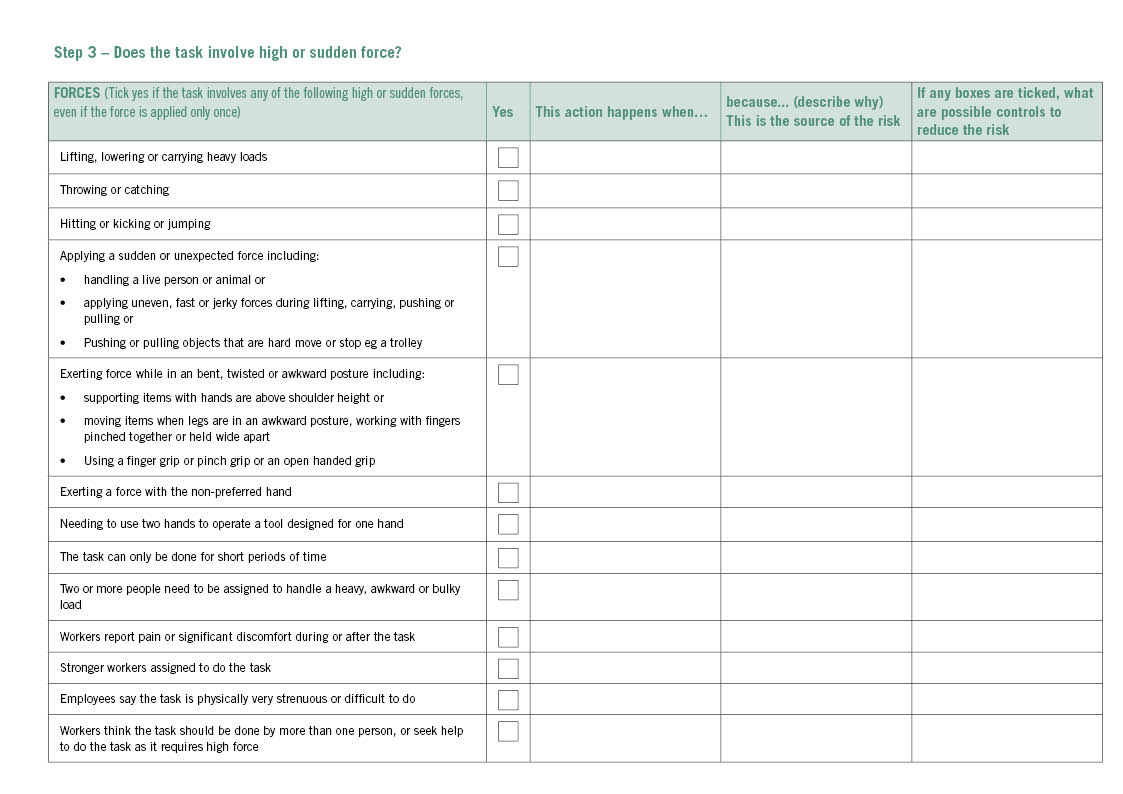 Step 3 – Does the task involve high or sudden force?
FORCES (Tick yes if the task involves any of the following high or sudden forces,
even if the force is applied only once)
Yes
This action happens when...
because... (describe why)
This is the source of the risk
If any boxes are ticked, what
are possible controls to
reduce the risk
Lifting, lowering or carrying heavy loads
Throwing or catching
Hitting or kicking or jumping
Applying a sudden or unexpected force including:
• handling a live person or animal or
• applying uneven, fast or jerky forces during lifting, carrying, pushing or
pulling or
• Pushing or pulling objects that are hard move or stop eg a trolley
Exerting force while in an bent, twisted or awkward posture including:
• supporting items with hands are above shoulder height or
• moving items when legs are in an awkward posture, working with fingers
pinched together or held wide apart
• Using a finger grip or pinch grip or an open handed grip
Exerting a force with the non-preferred hand
Needing to use two hands to operate a tool designed for one hand
The task can only be done for short periods of time
Two or more people need to be assigned to handle a heavy, awkward or bulky
load
Workers report pain or significant discomfort during or after the task
Stronger workers assigned to do the task
Employees say the task is physically very strenuous or difficult to do
Workers think the task should be done by more than one person, or seek help
to do the task as it requires high force